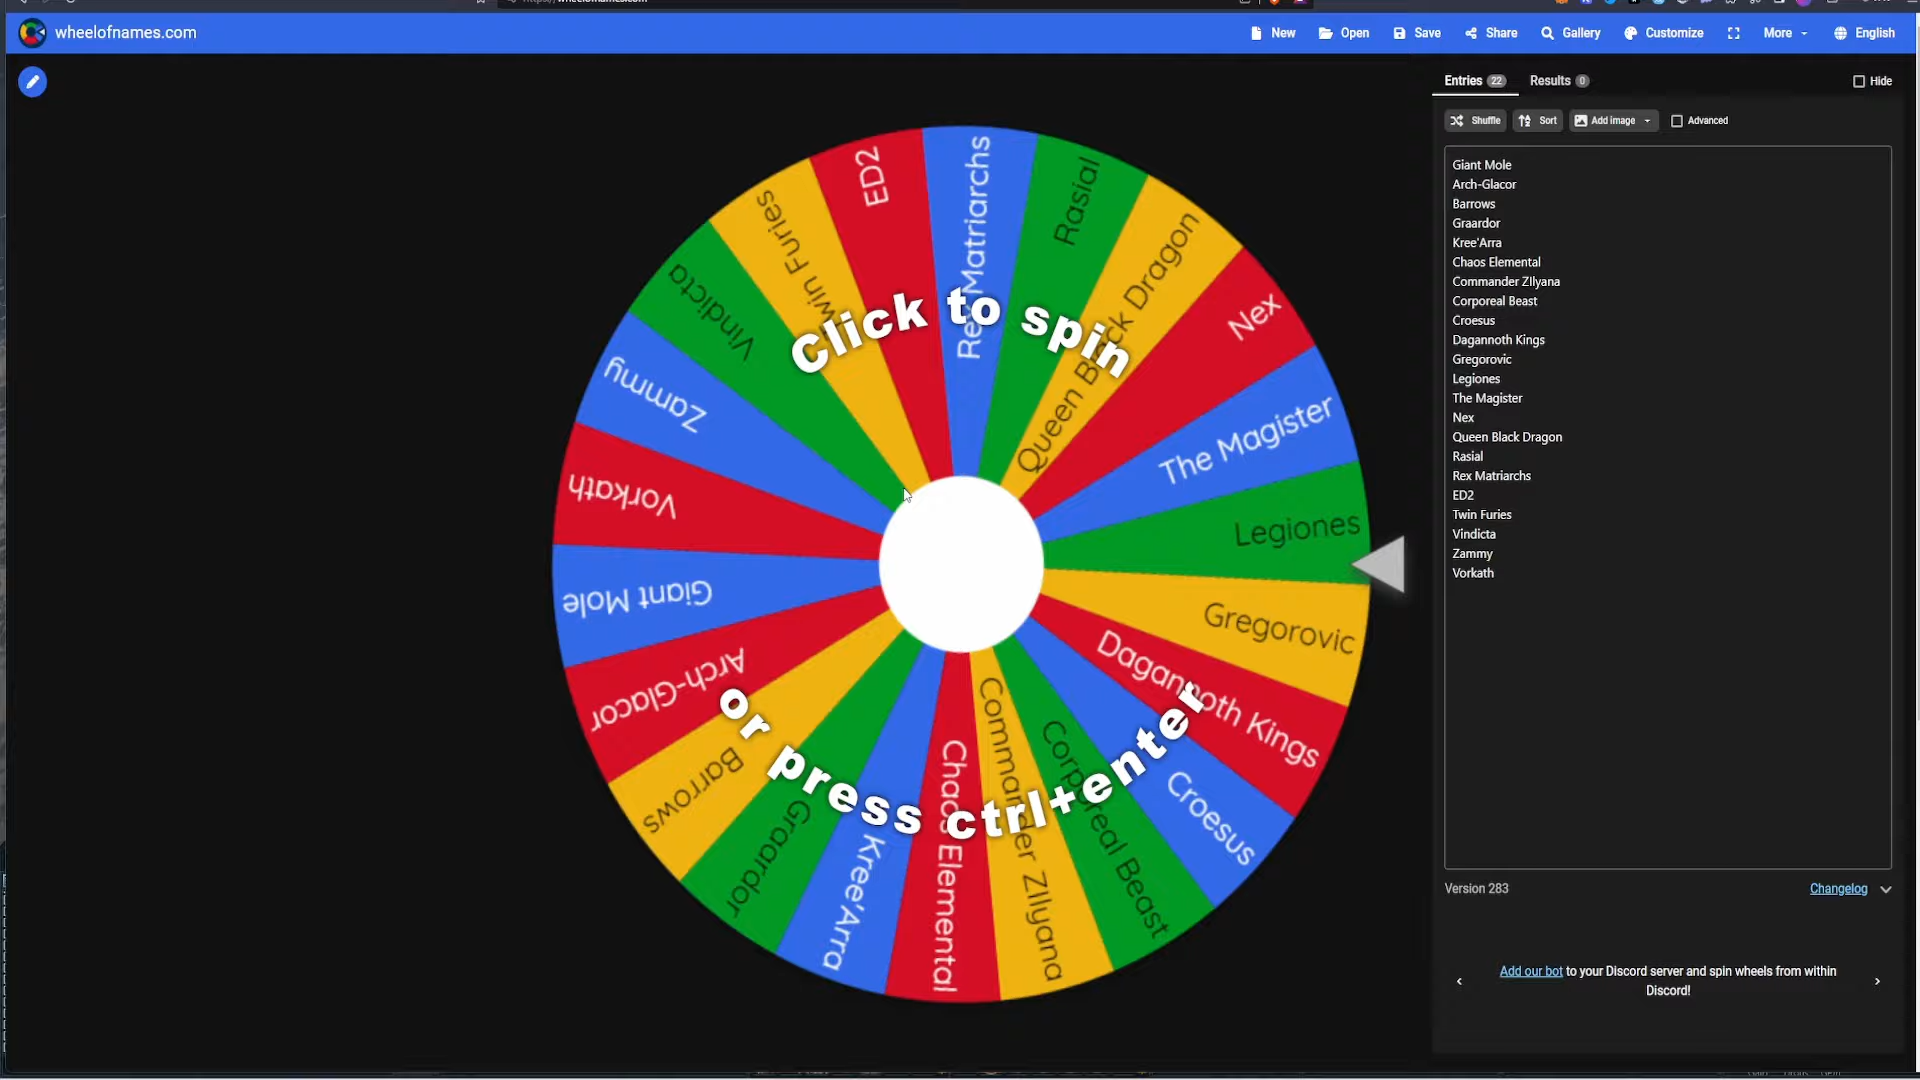 wheelofnames.com
New
Open
Save
Share
Gallery
Customize
More
English
Entries 22
Results 0
Hide
Shuffle
Sort
Add image
Advanced
Giant Mole
Arch-Glacor
Barrows
Graardor
Kree'Arra
Chaos Elemental
Commander ZIlyana
Corporeal Beast
Croesus
Dagannoth Kings
Gregorovic
Legiones
The Magister
Nex
Queen Black Dragon
Rasial
Rex Matriarchs
ED2
Twin Furies
Vindicta
Zammy
Vorkath
Version 283
Changelog
Add our bot to your Discord server and spin wheels from within
Discord!
Click to spin
or press ctrl+enter
ED2
Rex Matriarchs
Rasial
Queen Black Dragon
Nex
The Magister
Legiones
Gregorovic
Dagannoth Kings
Croesus
Corporeal Beast
Commander ZIlyana
Chaos Elemental
Kree'Arra
Graardor
Barrows
Arch-Glacor
Giant Mole
Vorkath
Zammy
Vindicta
Twin Furies